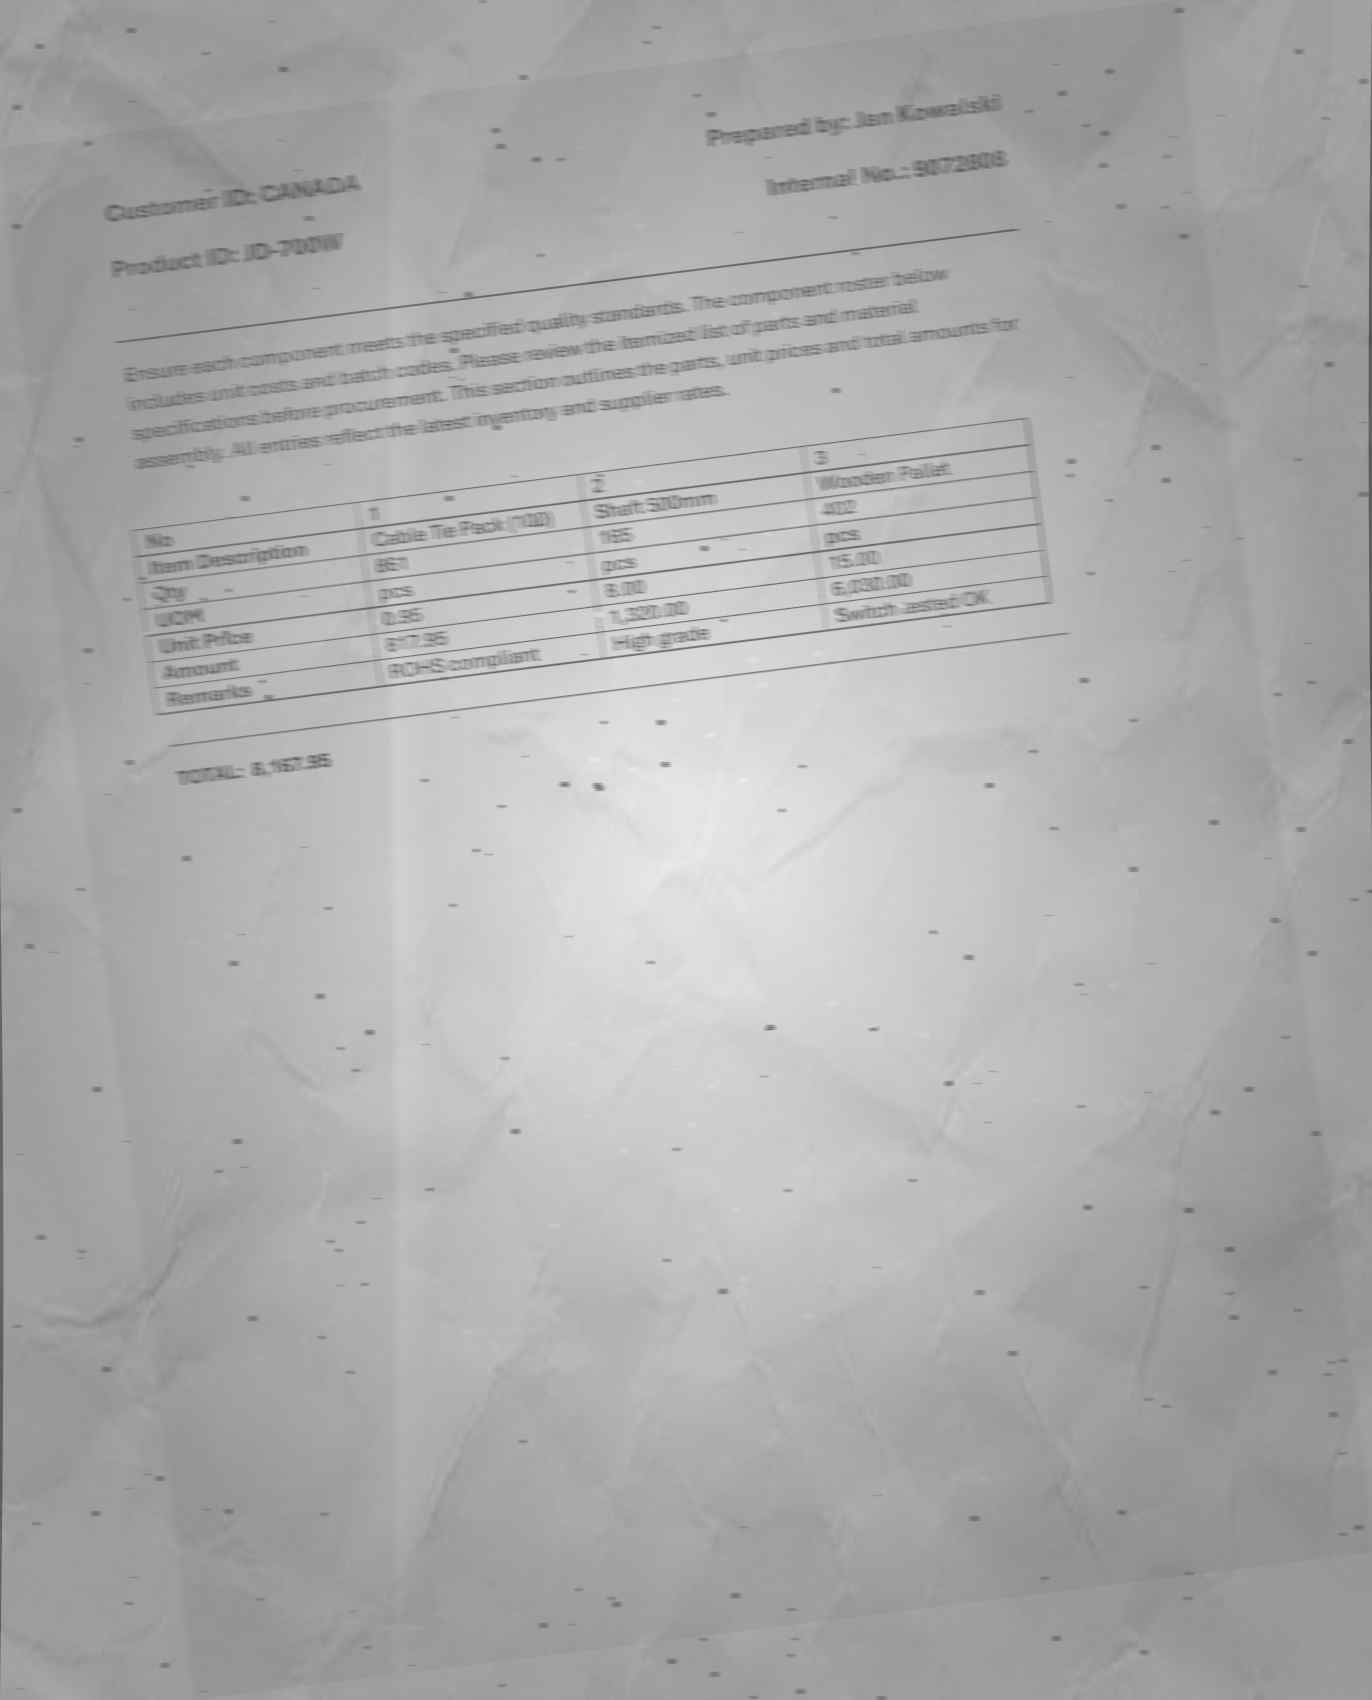 Prepared by: Jan Kowalski
Customer ID: CANADA
Internal No.:
Product ID: JD-700W
Ensure each component meets the specified quality standards. The component roster below
includes unit costs and batch codes. Please review the itemized list of parts and material
specifications before procurement. This section outlines the parts, unit prices and total amounts for
assembly. All entries reflect the latest inventory and supplier rates.
No 1 2 3
Item Description Cable Tie Pack (100) Shaft 500mm Wooden Pallet
Qty 861 165 402
UOM pcs pcs pcs
Unit Price 0.95 8.00 15.00
Amount 817.95 1,320.00 6,030.00
Remarks ROHS compliant High grade Switch tested OK
TOTAL: 8,167.95